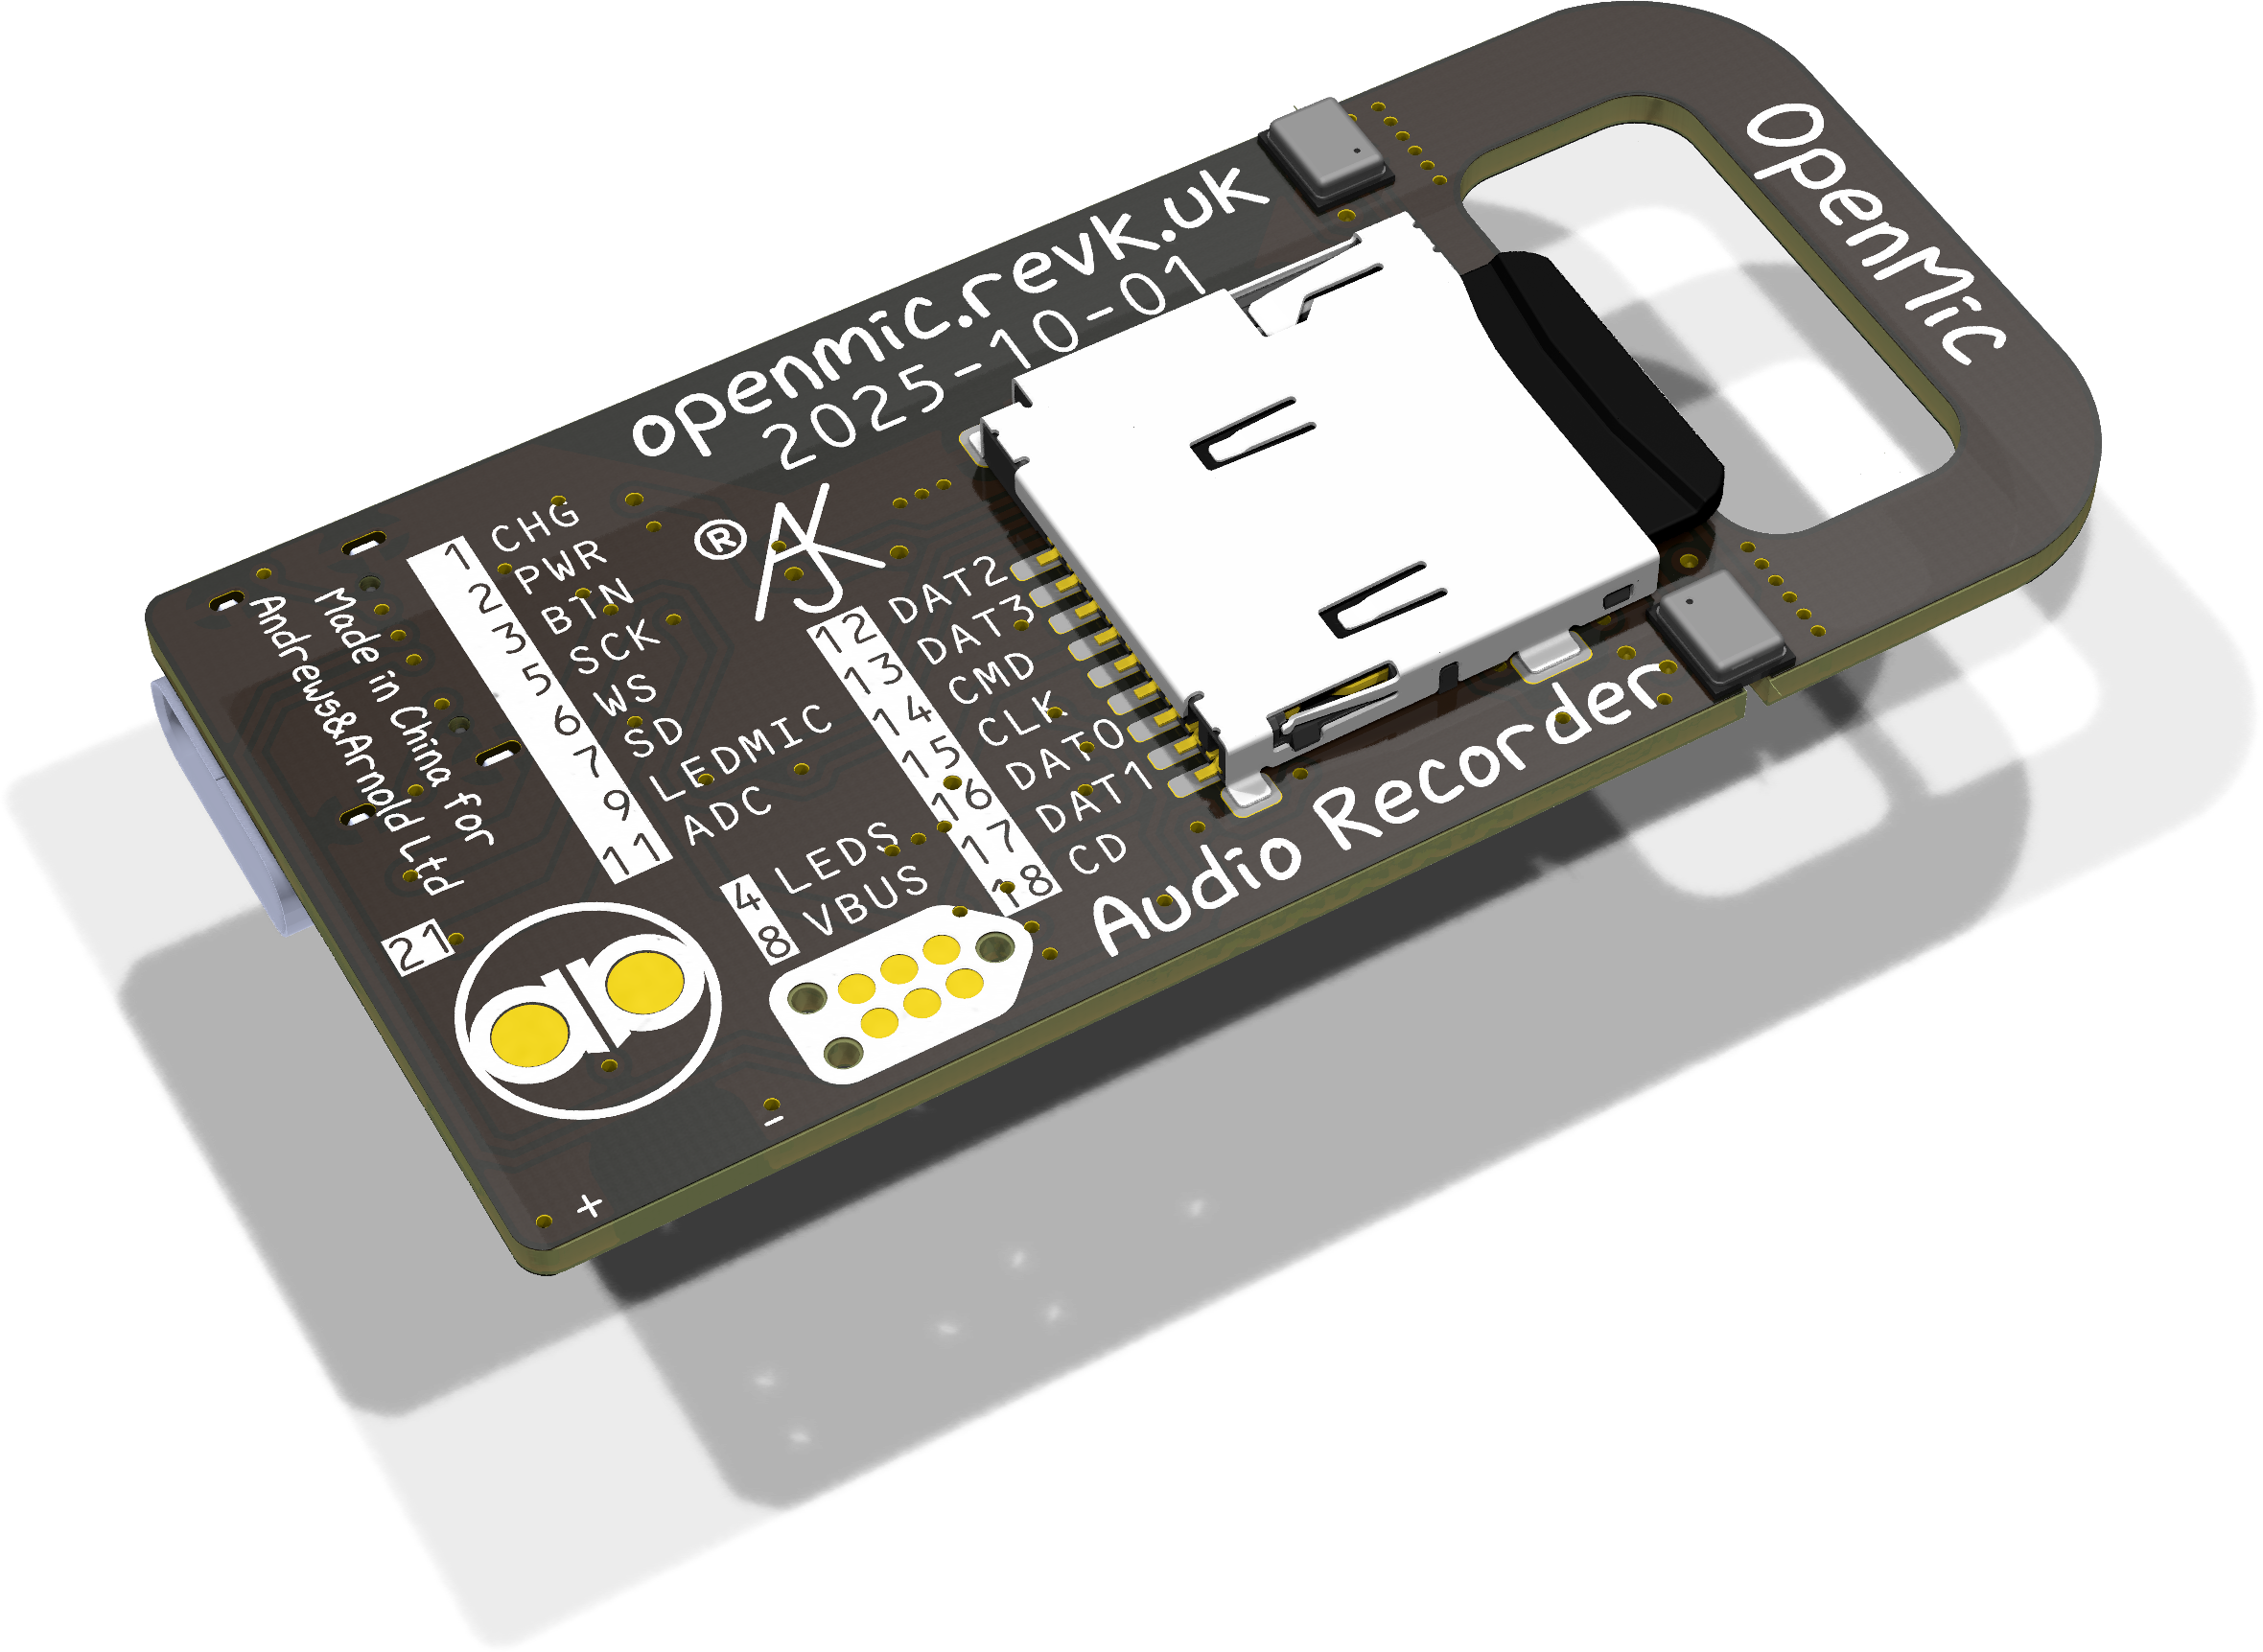 OpenMic
openmic.revk.uk
2025-10-01
® AJK
1 CHG
2 PWR
3 BTN
5 SCK
6 WS
7 SD
9 LEDMIC
11 ADC
12 DAT2
13 DAT3
14 CMD
15 CLK
16 DAT0
17 DAT1
18 CD
4 LEDS
8 VBUS
Made in China for
Andrews&Arnold Ltd
21
Audio Recorder
-
+